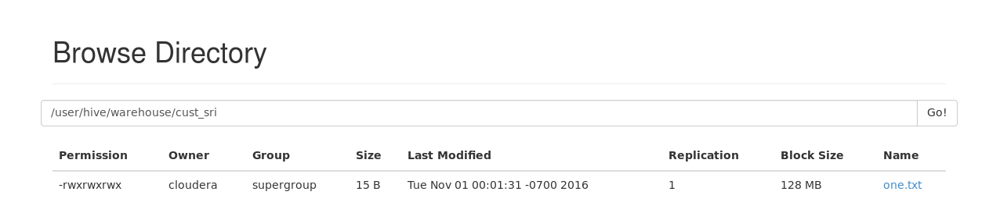 Browse Directory
/user/hive/warehouse/cust_sri Go!
Permission Owner Group Size Last Modified Replication Block Size Name
-rwxrwxrwx cloudera supergroup 15 B Tue Nov 01 00:01:31 -0700 2016 1 128 MB one.txt